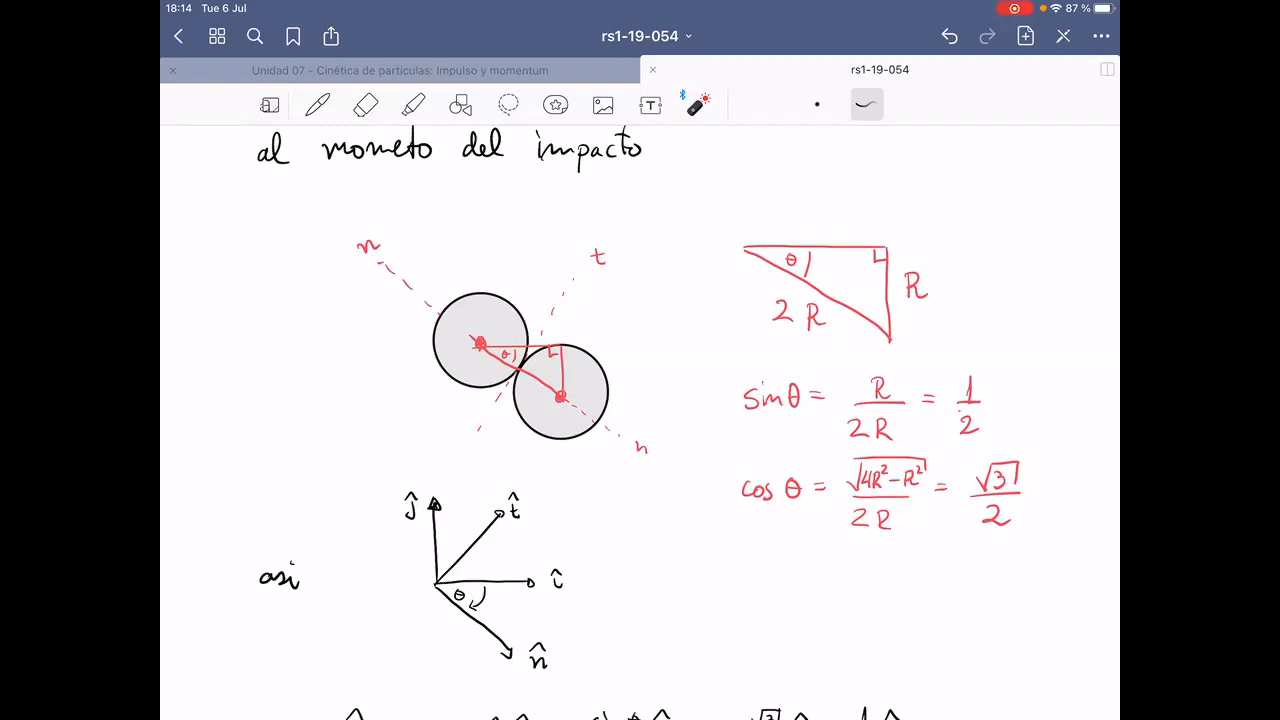 18:14 Tue 6 Jul
87 %
rs1-19-054
Unidad 07 - Cinética de partículas: Impulso y momentum
rs1-19-054
T
al mometo del impacto
n
t
θ
n
θ
R
2 R
sin θ = R / 2R = 1 / 2
cos θ = √4R² − R² / 2R = √3 / 2
ĵ
t̂
asi
θ
î
n̂